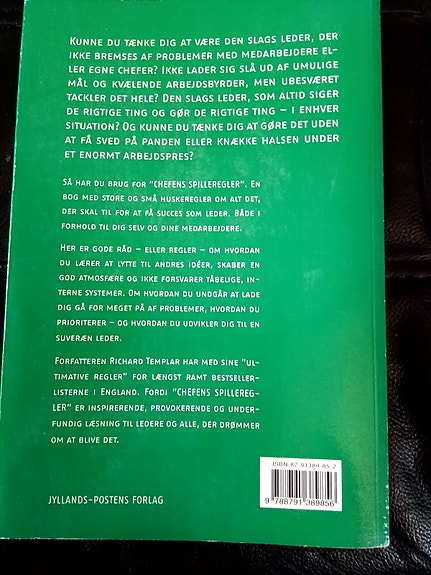 KUNNE DU TÆNKE DIG AT VÆRE DEN SLAGS LEDER, DER
IKKE BREMSES AF PROBLEMER MED MEDARBEJDERE EL-
LER EGNE CHEFER? IKKE LADER SIG SLÅ UD AF UMULIGE
MÅL OG KVÆLENDE ARBEJDSBYRDER, MEN UBESVÆRET
TACKLER DET HELE? DEN SLAGS LEDER, SOM ALTID SIGER
DE RIGTIGE TING OG GØR DE RIGTIGE TING – I ENHVER
SITUATION? OG KUNNE DU TÆNKE DIG AT GØRE DET UDEN
AT FÅ SVED PÅ PANDEN ELLER KNÆKKE HALSEN UNDER
ET ENORMT ARBEJDSPRES?
SÅ HAR DU BRUG FOR "CHEFENS SPILLEREGLER". EN
BOG MED STORE OG SMÅ HUSKEREGLER OM ALT DET,
DER SKAL TIL FOR AT FÅ SUCCES SOM LEDER. BÅDE I
FORHOLD TIL DIG SELV OG DINE MEDARBEJDERE.
HER ER GODE RÅD – ELLER REGLER – OM HVORDAN
DU LÆRER AT LYTTE TIL ANDRES IDÉER, SKABER EN
GOD ATMOSFÆRE OG IKKE FORSVARER TÅBELIGE, IN-
TERNE SYSTEMER. OM HVORDAN DU UNDGÅR AT LADE
DIG GÅ FOR MEGET PÅ AF PROBLEMER, HVORDAN DU
PRIORITERER – OG HVORDAN DU UDVIKLER DIG TIL EN
SUVERÆN LEDER.
FORFATTEREN RICHARD TEMPLAR HAR MED SINE "UL-
TIMATIVE REGLER" FOR LÆNGST RAMT BESTSELLER-
LISTERNE I ENGLAND. FORDI "CHEFENS SPILLEREG-
LER" ER INSPIRERENDE, PROVOKERENDE OG UNDER-
FUNDIG LÆSNING TIL LEDERE OG ALLE, DER DRØMMER
OM AT BLIVE DET.
ISBN 87-91389-85-2
9 788791 389856
JYLLANDS-POSTENS FORLAG